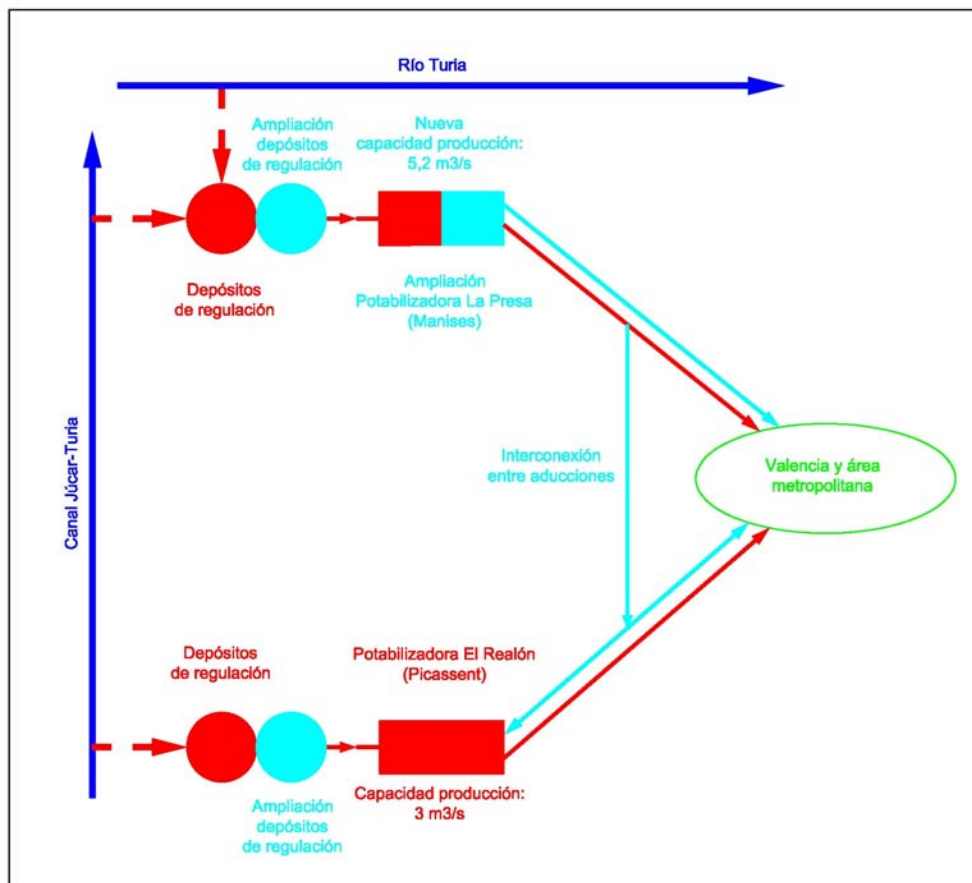 Río Turia
Ampliación
depósitos
de regulación
Nueva
capacidad producción:
5,2 m3/s
Depósitos
de regulación
Ampliación
Potabilizadora La Presa
(Manises)
Canal Júcar-Turia
Interconexión
entre aducciones
Valencia y área
metropolitana
Depósitos
de regulación
Potabilizadora El Realón
(Picassent)
Ampliación
depósitos
de regulación
Capacidad producción:
3 m3/s